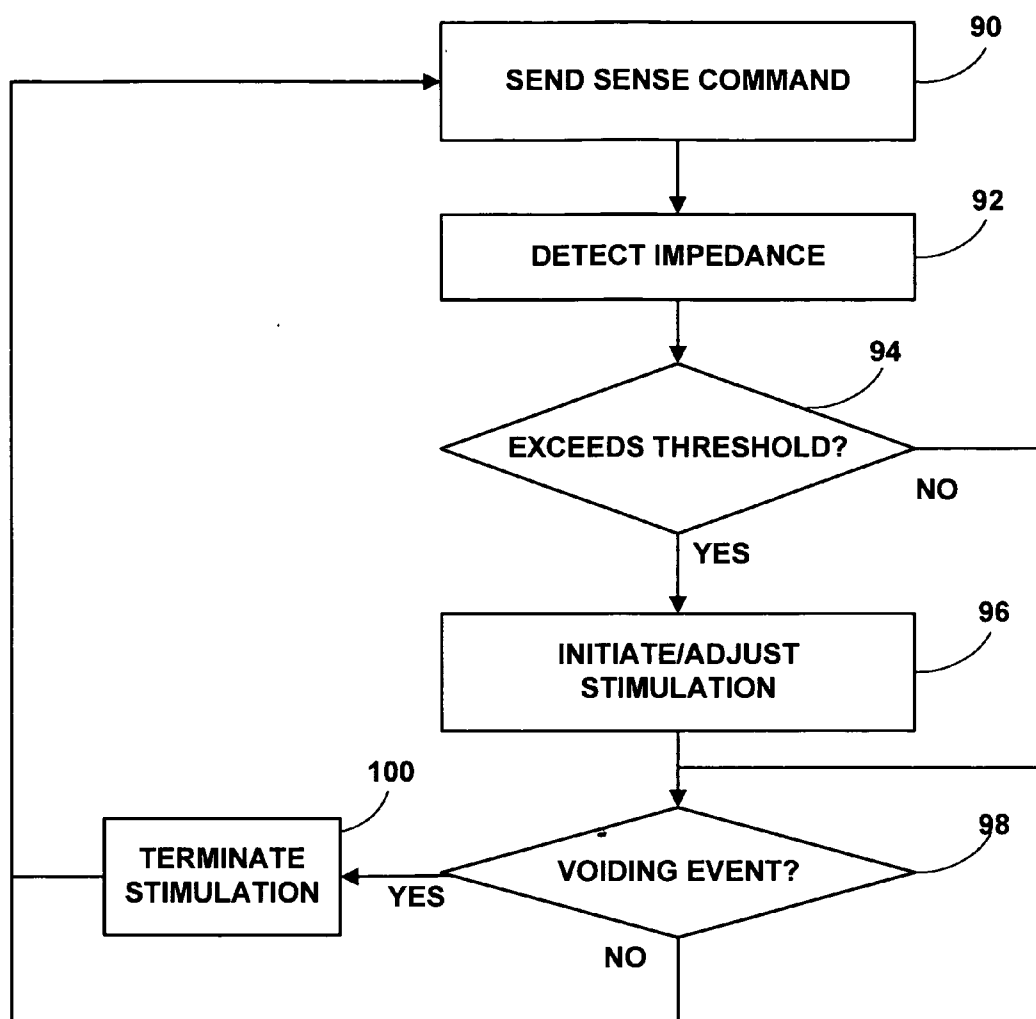 90
SEND SENSE COMMAND
92
DETECT IMPEDANCE
94
EXCEEDS THRESHOLD?
NO
YES
96
INITIATE/ADJUST
STIMULATION
100
98
TERMINATE
STIMULATION
VOIDING EVENT?
YES
NO